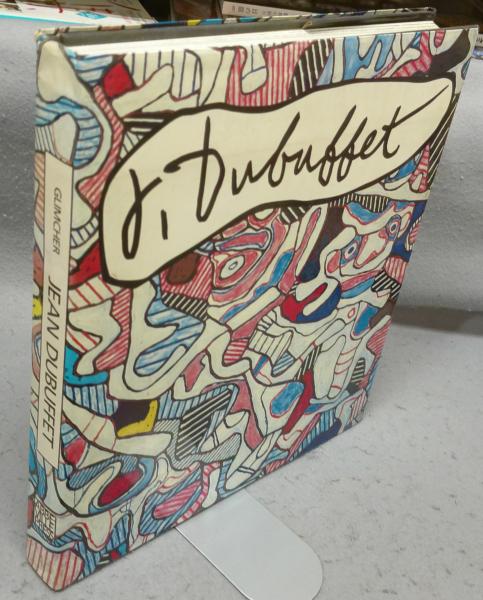 J. Dubuffet
GLIMCHER JEAN DUBUFFET